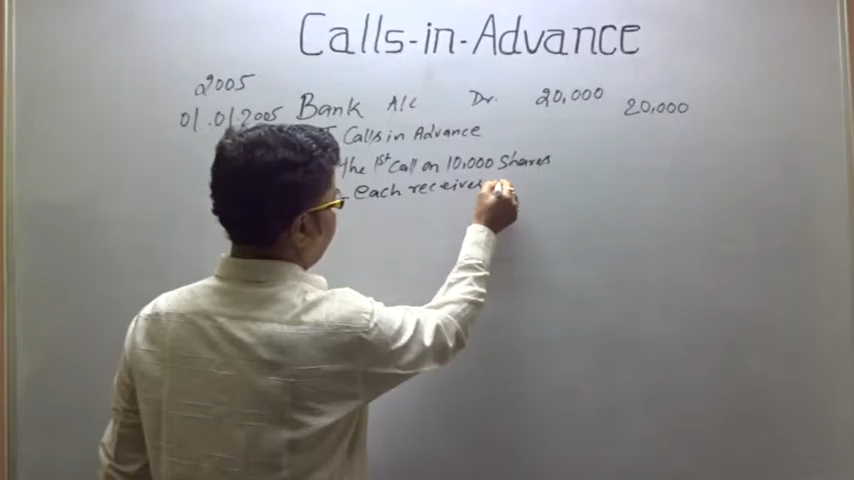 Calls-in-Advance
2005
01.01.2005 Bank A/c Dr. 20,000
20,000
Calls in Advance
the 1st Call on 10,000 Shares
each receive